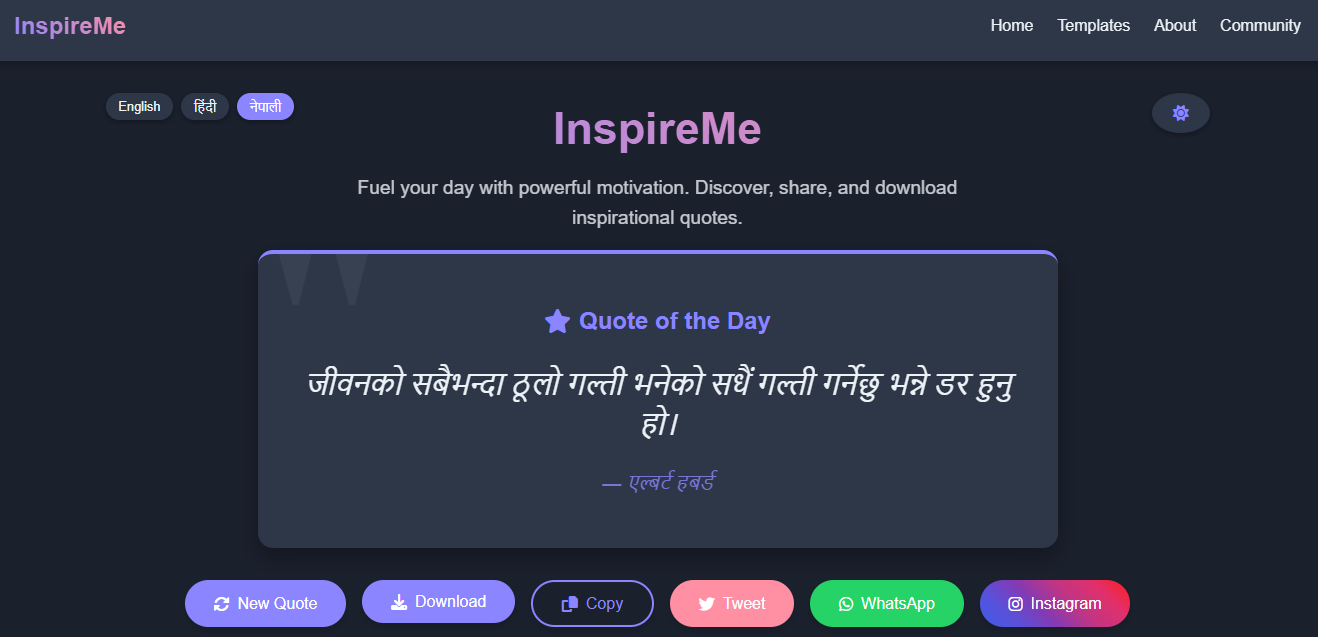 InspireMe
Home Templates About Community
English हिंदी नेपाली
InspireMe
Fuel your day with powerful motivation. Discover, share, and download
inspirational quotes.
Quote of the Day
जीवनको सबैभन्दा ठूलो गल्ती भनेको सधैं गल्ती गर्नेछु भन्ने डर हुनु
हो।
— एल्बर्ट हबर्ड
New Quote Download Copy Tweet WhatsApp Instagram